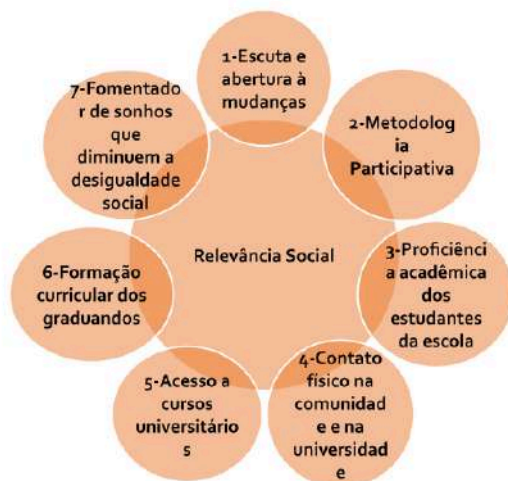 1-Escuta e
abertura à
mudanças
2-Metodolog
ia
Participativa
3-Proficiênci
a acadêmica
dos
estudantes
da escola
4-Contato
físico na
comunidad
e e na
universidad
e
5-Acesso a
cursos
universitário
s
6-Formação
curricular dos
graduandos
7-Fomentado
r de sonhos
que
diminuem a
desigualdade
social
Relevância Social